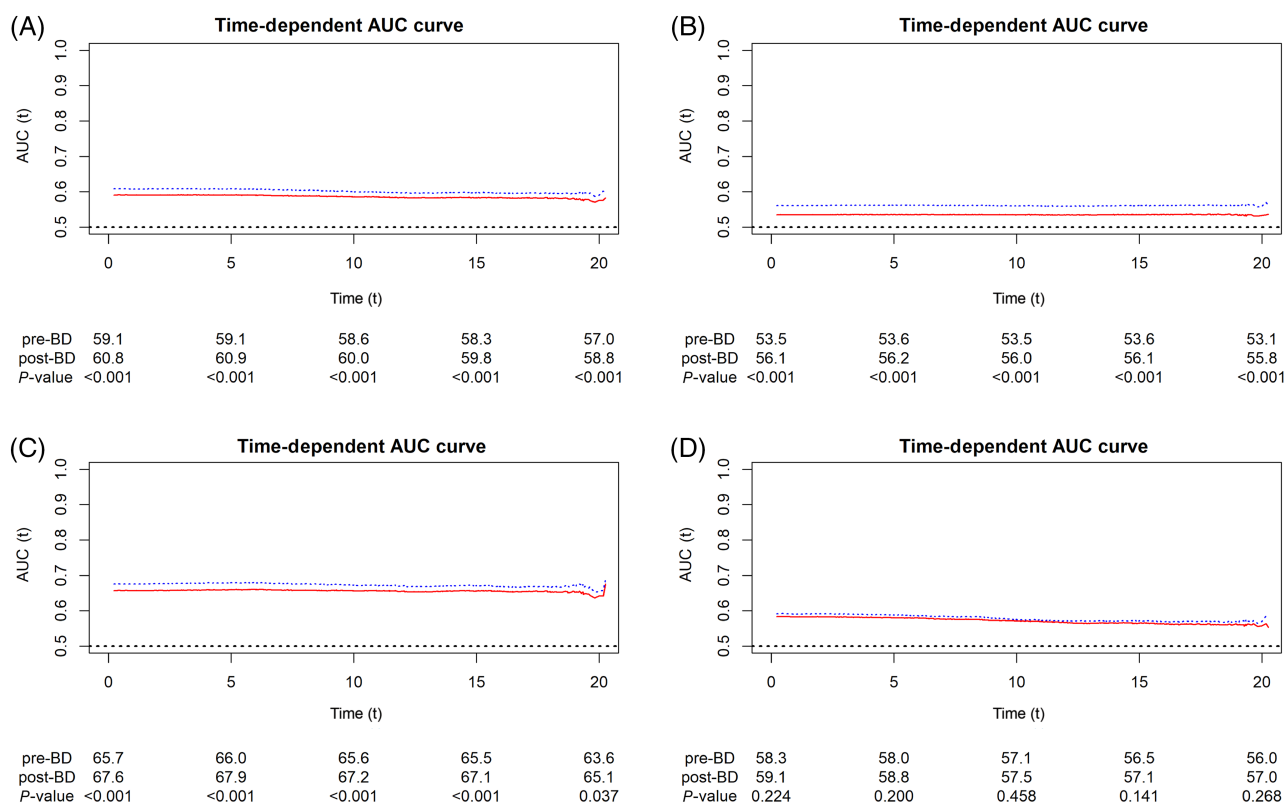 (A)
Time-dependent AUC curve
1.0
0.9
0.8
0.7
0.6
0.5
AUC (t)
0 5 10 15 20
Time (t)
pre-BD 59.1 59.1 58.6 58.3 57.0
post-BD 60.8 60.9 60.0 59.8 58.8
P-value <0.001 <0.001 <0.001 <0.001 <0.001
(B)
Time-dependent AUC curve
1.0
0.9
0.8
0.7
0.6
0.5
AUC (t)
0 5 10 15 20
Time (t)
pre-BD 53.5 53.6 53.5 53.6 53.1
post-BD 56.1 56.2 56.0 56.1 55.8
P-value <0.001 <0.001 <0.001 <0.001 <0.001
(C)
Time-dependent AUC curve
1.0
0.9
0.8
0.7
0.6
0.5
AUC (t)
0 5 10 15 20
Time (t)
pre-BD 65.7 66.0 65.6 65.5 63.6
post-BD 67.6 67.9 67.2 67.1 65.1
P-value <0.001 <0.001 <0.001 <0.001 0.037
(D)
Time-dependent AUC curve
1.0
0.9
0.8
0.7
0.6
0.5
AUC (t)
0 5 10 15 20
Time (t)
pre-BD 58.3 58.0 57.1 56.5 56.0
post-BD 59.1 58.8 57.5 57.1 57.0
P-value 0.224 0.200 0.458 0.141 0.268